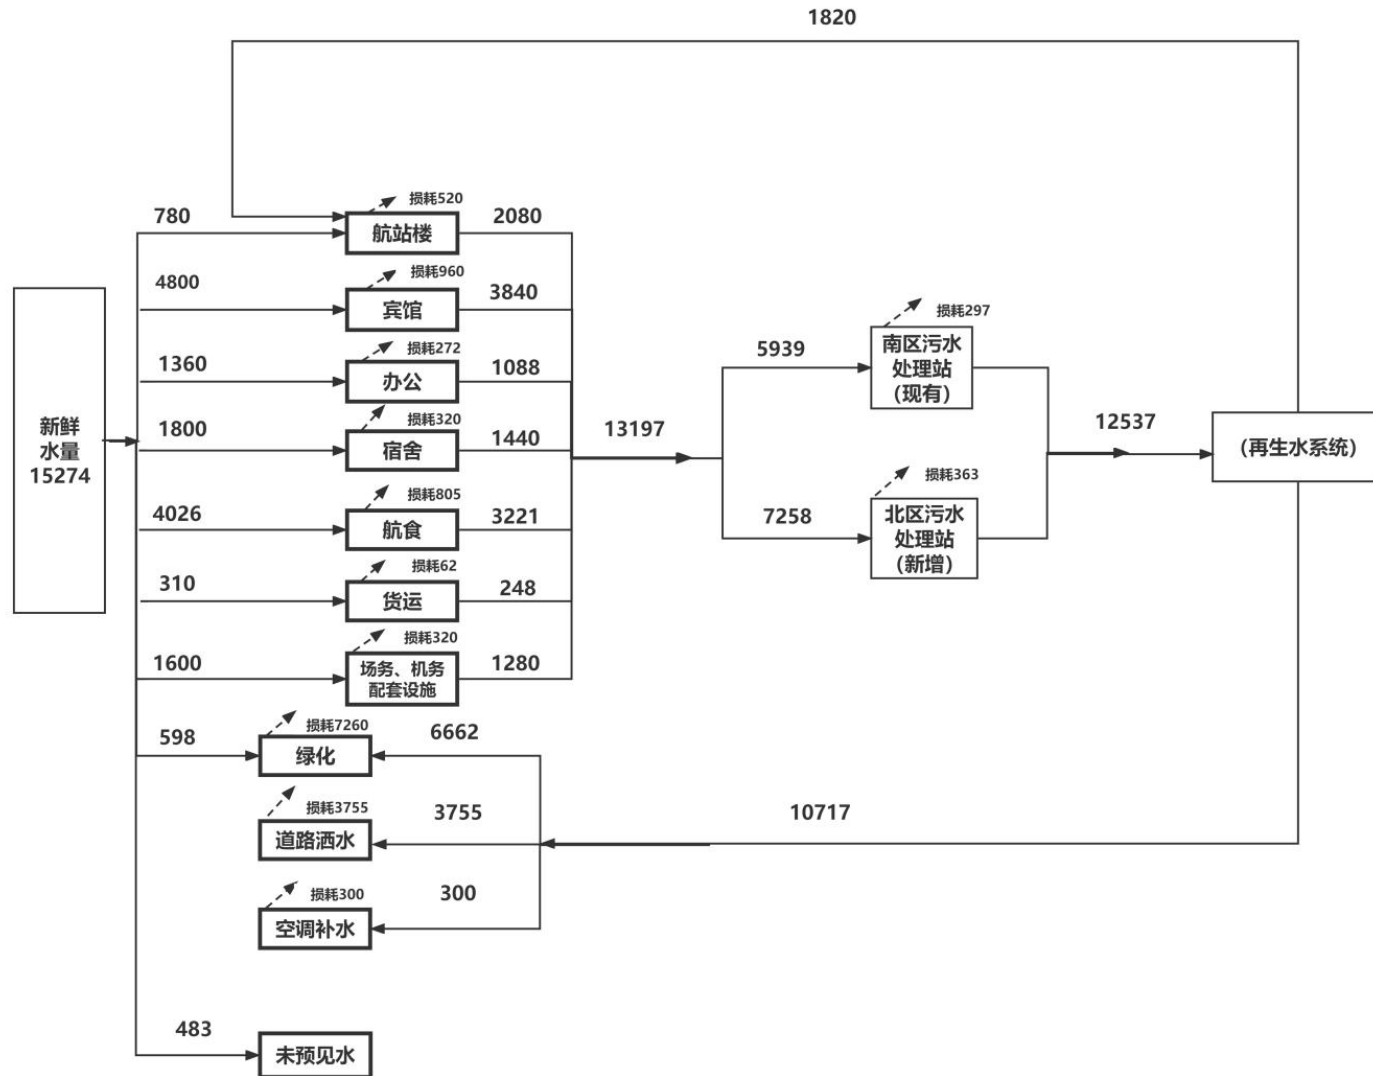 1820
损耗520
780
航站楼
2080
损耗960
4800
宾馆
3840
损耗297
损耗272
1360
办公
1088
5939
南区污水
处理站
(现有)
新鲜
水量
15274
损耗320
1800
宿舍
1440
13197
12537
(再生水系统)
损耗363
损耗805
4026
航食
3221
7258
北区污水
处理站
(新增)
损耗62
310
货运
248
损耗320
1600
场务、机务
配套设施
1280
损耗7260
598
绿化
6662
损耗3755
道路洒水
3755
10717
损耗300
空调补水
300
483
未预见水